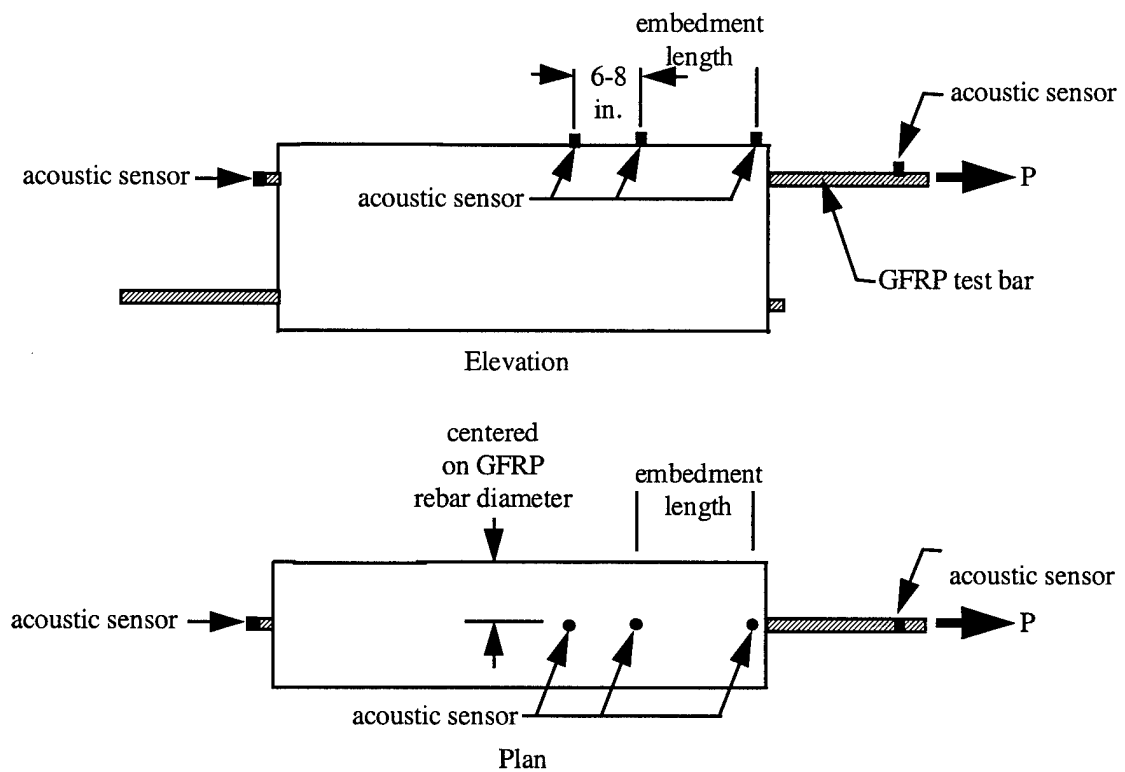 embedment
length
6-8
in.
acoustic sensor
acoustic sensor
acoustic sensor
P
GFRP test bar
Elevation
centered
on GFRP
rebar diameter
embedment
length
acoustic sensor
acoustic sensor
P
acoustic sensor
Plan